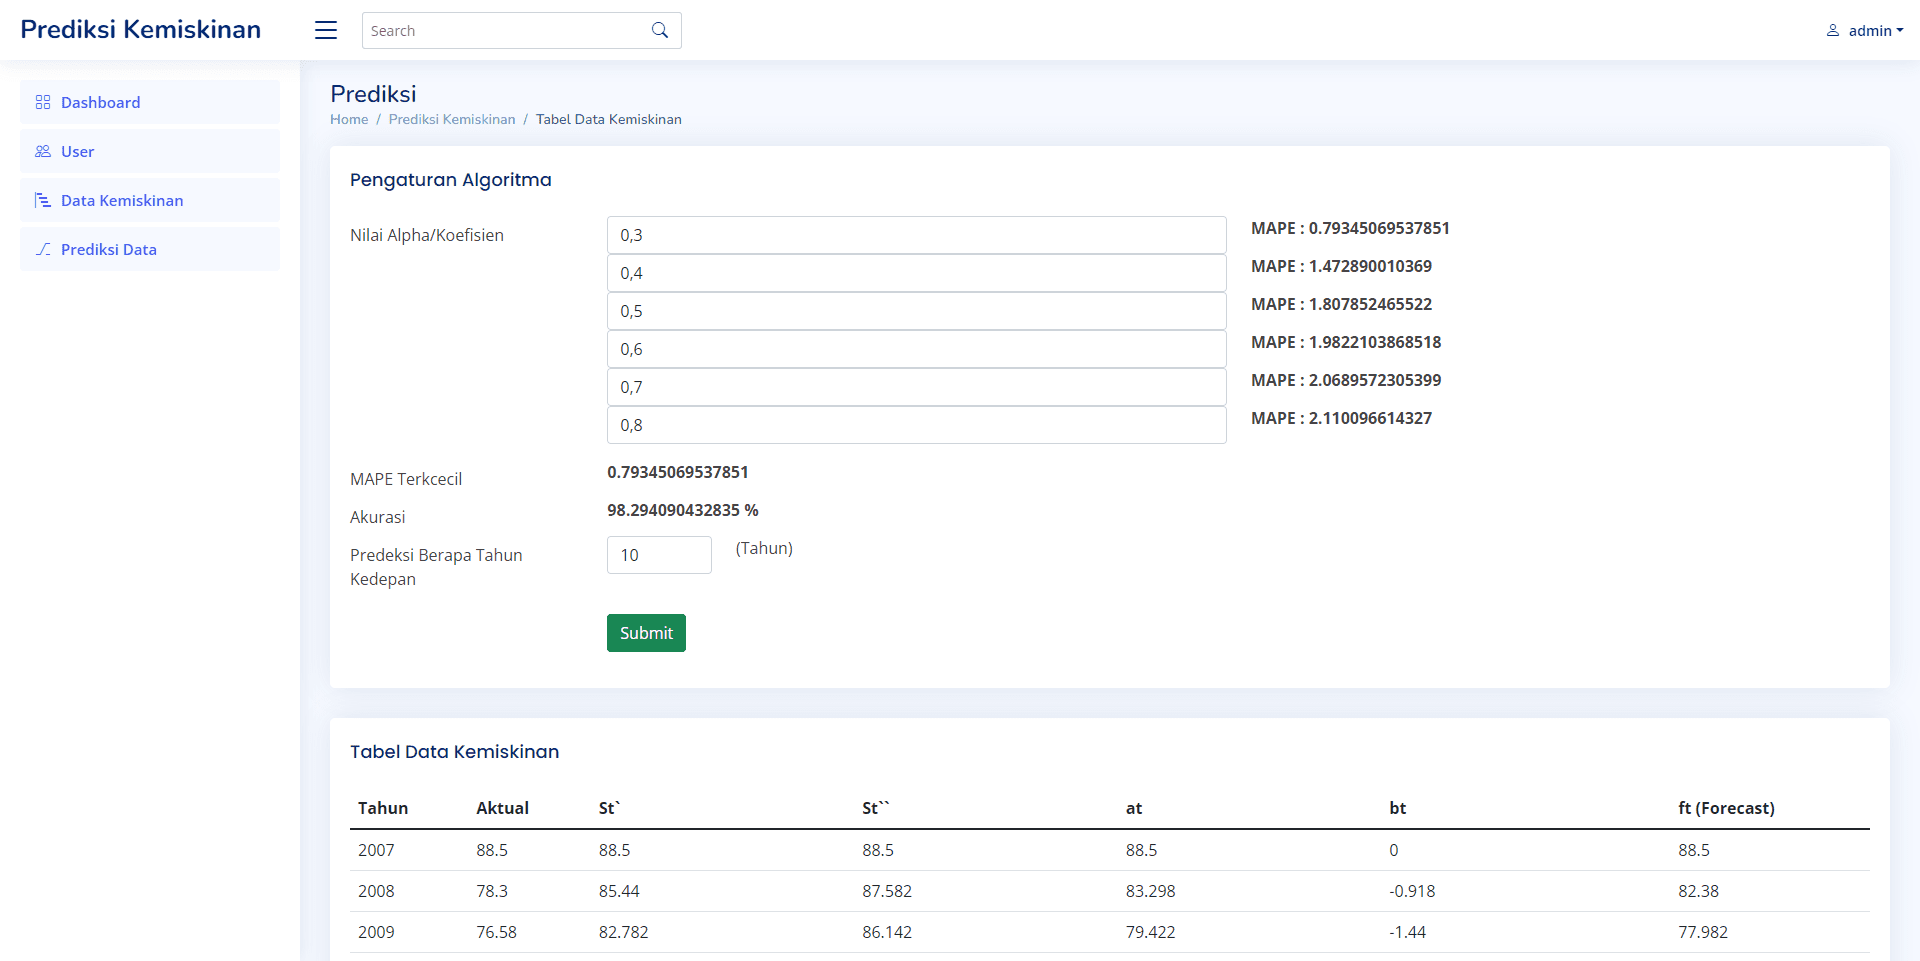 Prediksi Kemiskinan
Search
admin
Dashboard
User
Data Kemiskinan
Prediksi Data
Prediksi
Home / Prediksi Kemiskinan / Tabel Data Kemiskinan
Pengaturan Algoritma
Nilai Alpha/Koefisien
0,3 MAPE : 0.79345069537851
0,4 MAPE : 1.472890010369
0,5 MAPE : 1.807852465522
0,6 MAPE : 1.9822103868518
0,7 MAPE : 2.0689572305399
0,8 MAPE : 2.110096614327
MAPE Terkcecil 0.79345069537851
Akurasi 98.294090432835 %
Predeksi Berapa Tahun
Kedepan
10 (Tahun)
Submit
Tabel Data Kemiskinan
Tahun Aktual St` St`` at bt ft (Forecast)
2007 88.5 88.5 88.5 88.5 0 88.5
2008 78.3 85.44 87.582 83.298 -0.918 82.38
2009 76.58 82.782 86.142 79.422 -1.44 77.982